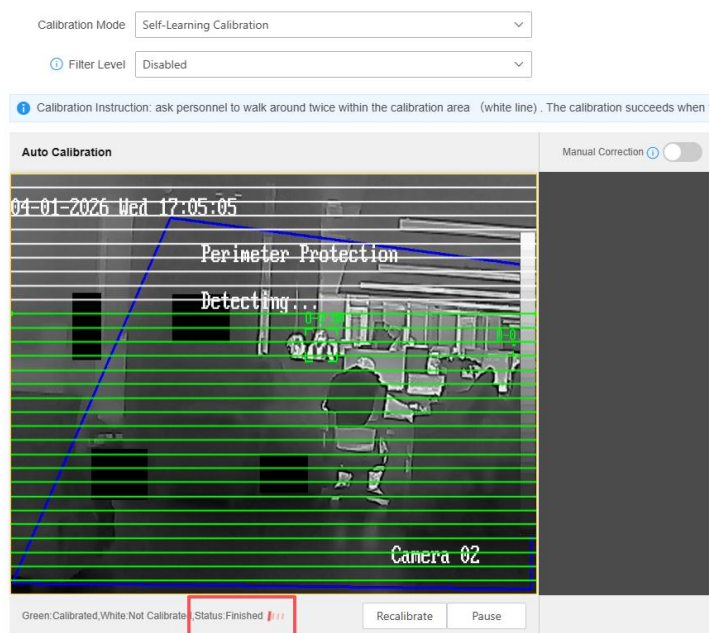 Calibration Mode
Self-Learning Calibration
Filter Level
Disabled
Calibration Instruction: ask personnel to walk around twice within the calibration area （white line）. The calibration succeeds when
Auto Calibration
Manual Correction
04-01-2026 Wed 17:05:05
Perimeter Protection
Detecting...
Camera 02
Green:Calibrated,White:Not Calibrated,Status:Finished
Recalibrate
Pause